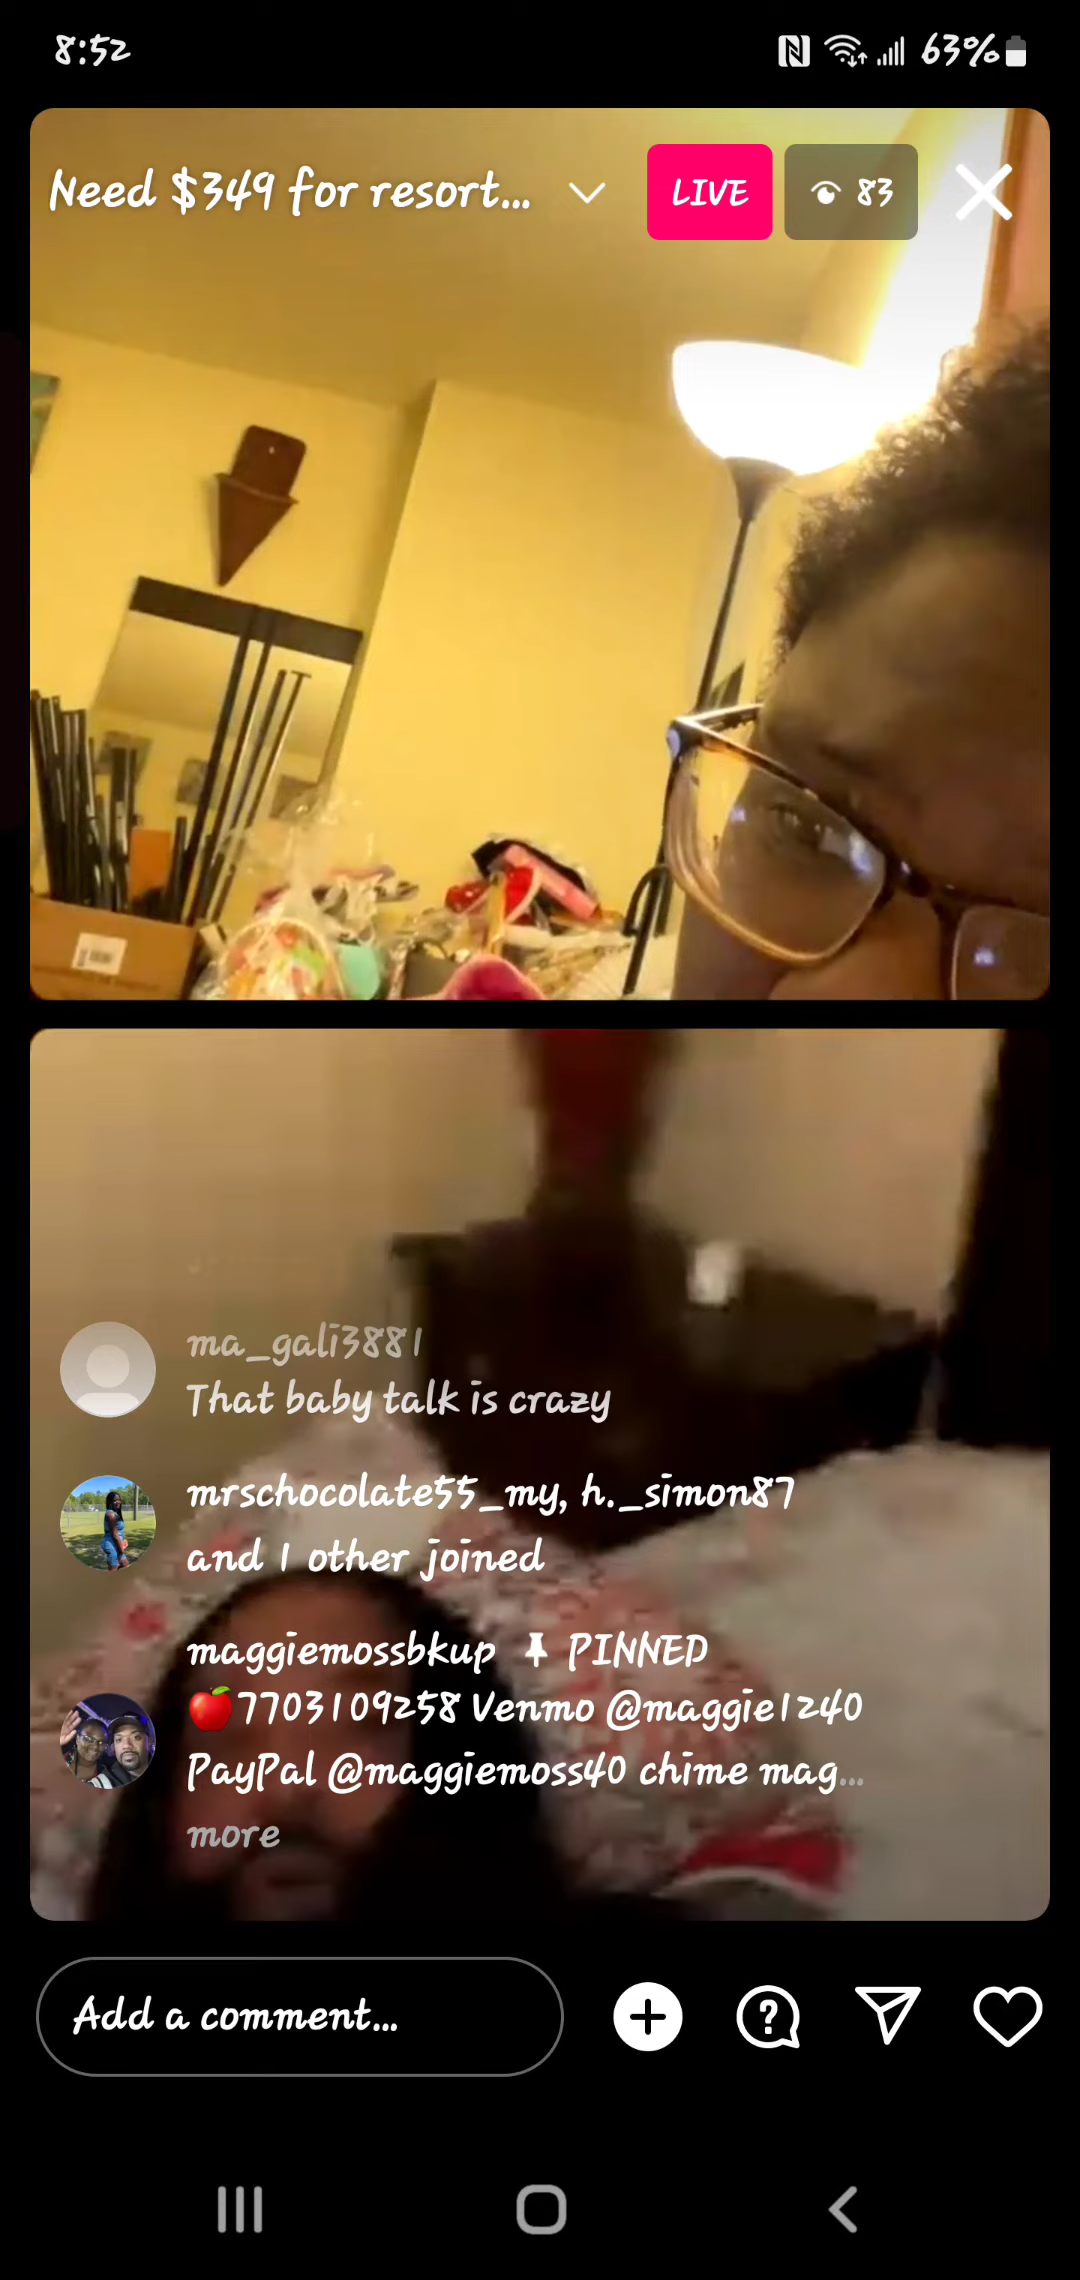 8:52
63%
Need $349 for resort...
LIVE
83
ma_gali3881
That baby talk is crazy
mrschocolate55_my, h._simon87
and 1 other joined
maggiemossbkup PINNED
🍎7703109258 Venmo @maggie1240
PayPal @maggiemoss40 chime mag...
more
Add a comment...